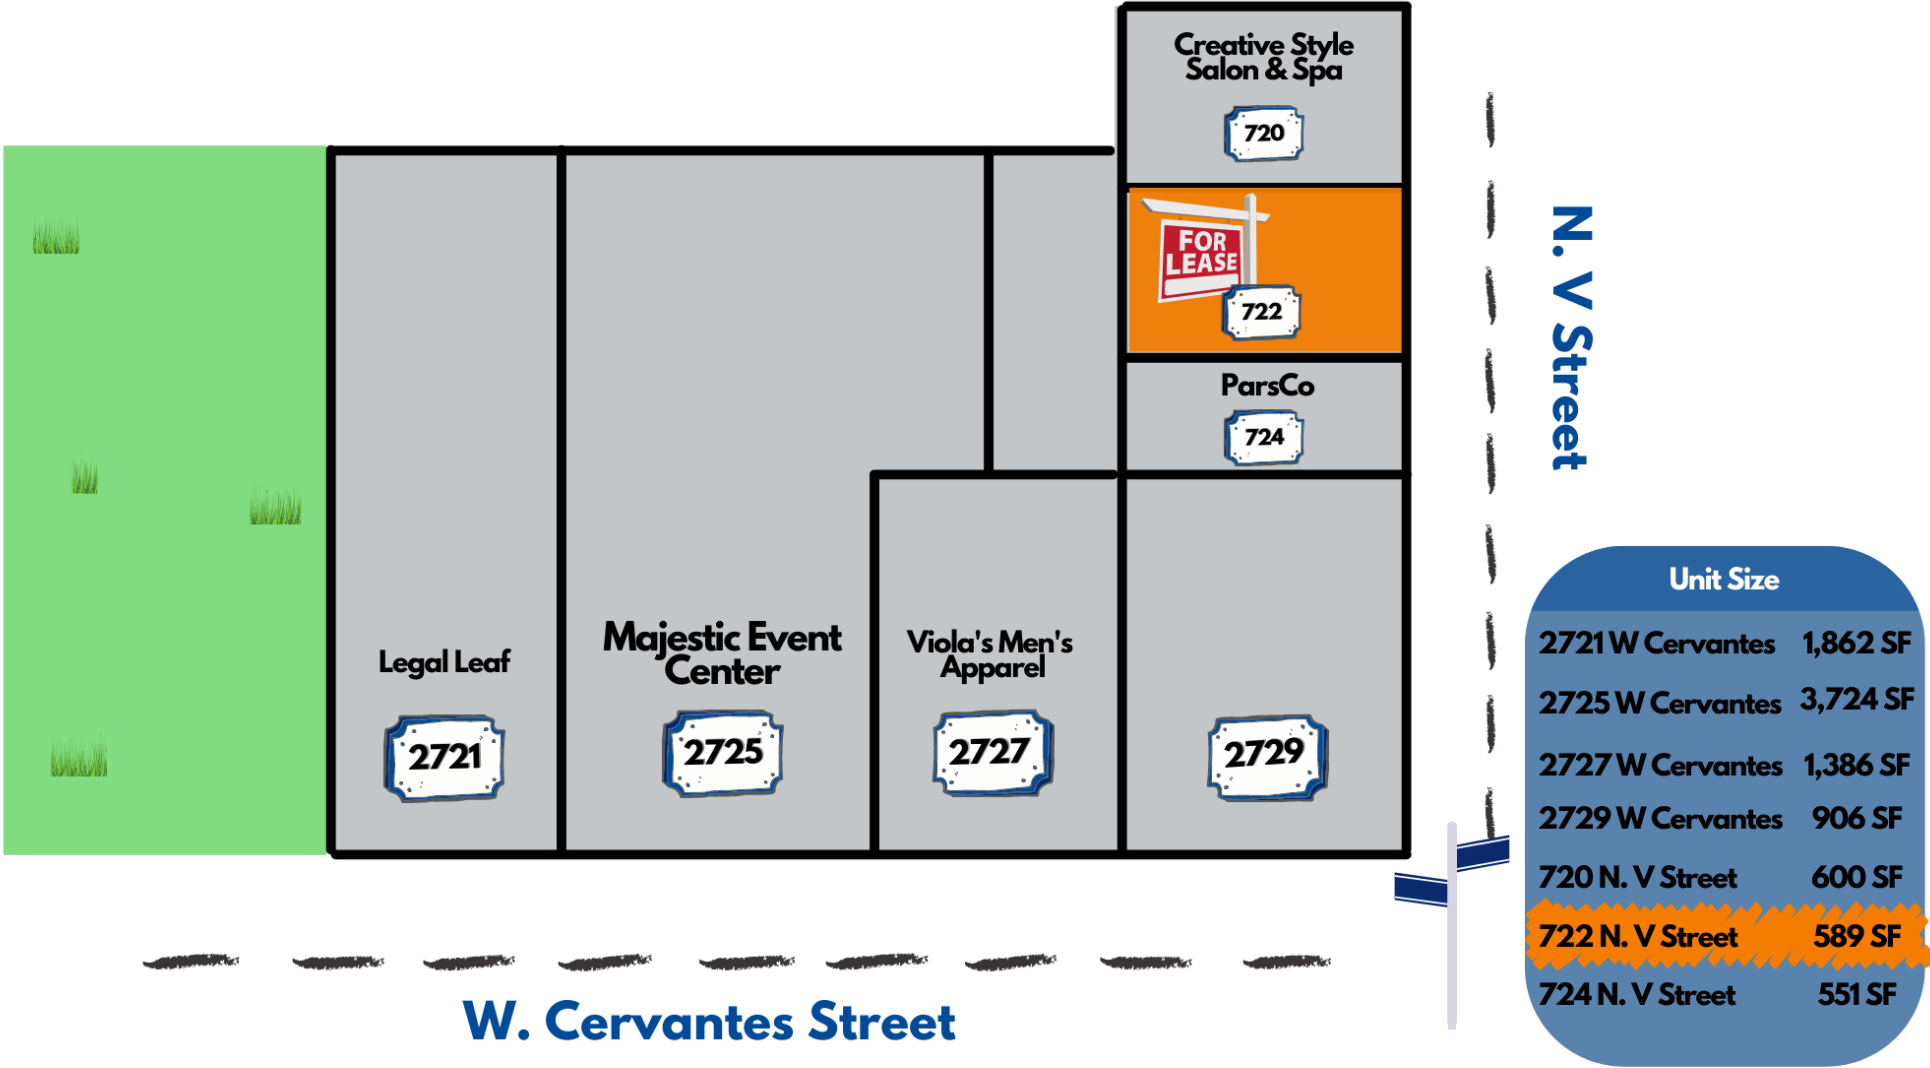 Creative Style
Salon & Spa
720
FOR
LEASE
722
ParsCo
724
Legal Leaf
2721
Majestic Event
Center
2725
Viola's Men's
Apparel
2727
2729
N. V Street
W. Cervantes Street
Unit Size
2721 W Cervantes 1,862 SF
2725 W Cervantes 3,724 SF
2727 W Cervantes 1,386 SF
2729 W Cervantes 906 SF
720 N. V Street 600 SF
722 N. V Street 589 SF
724 N. V Street 551 SF